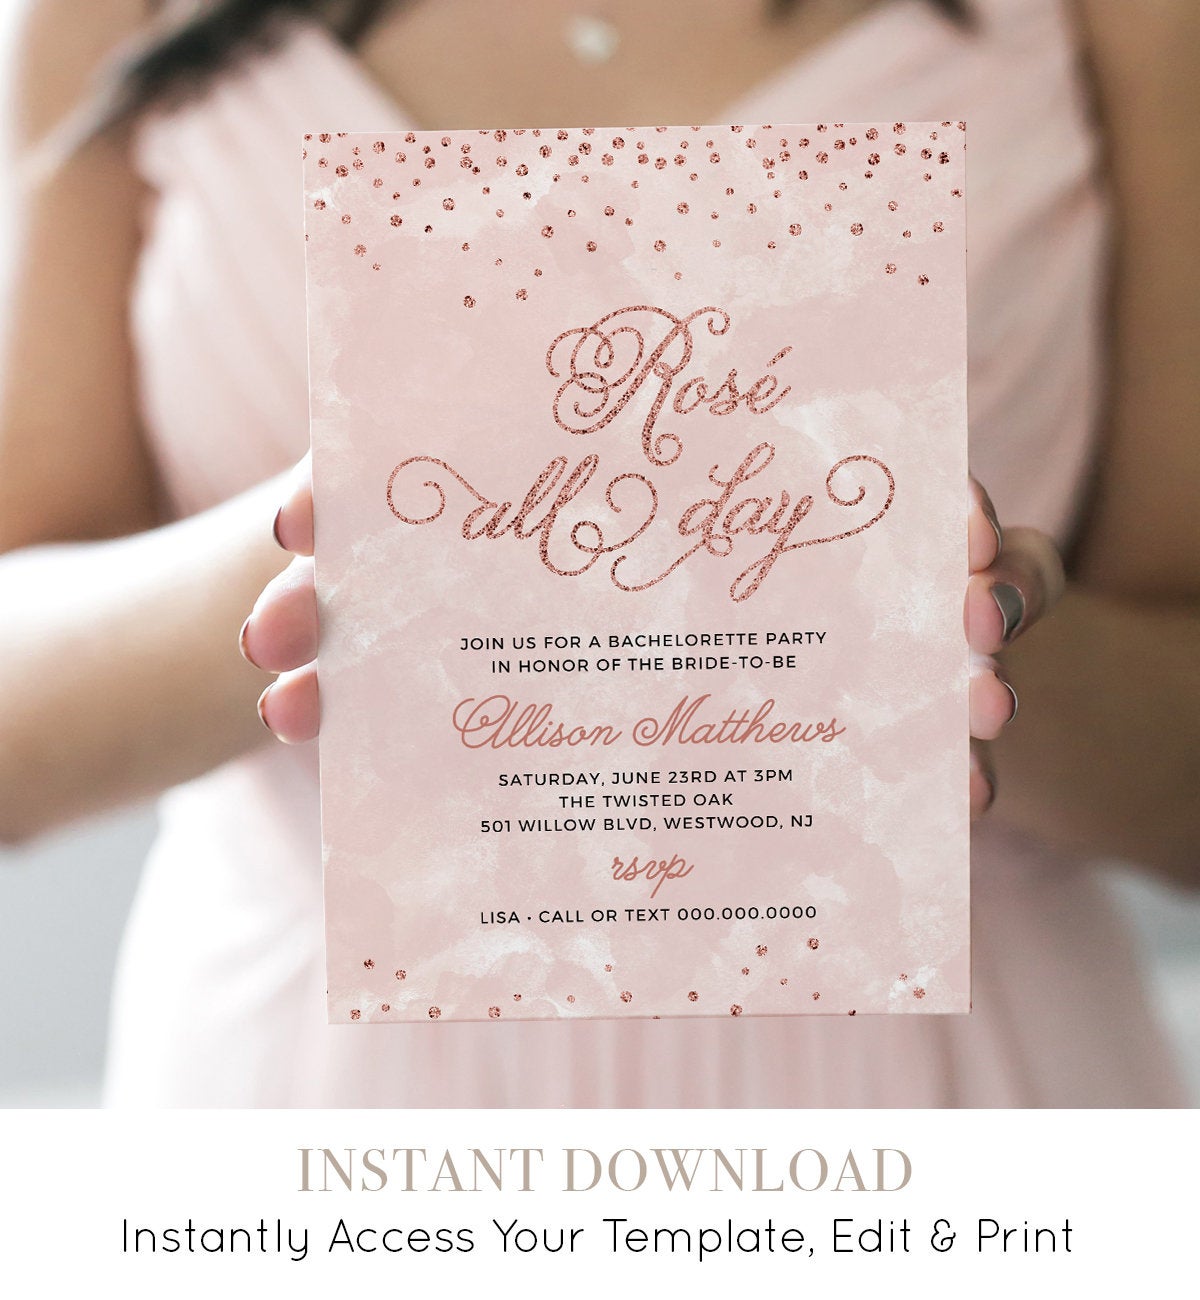 Rosé
all day
JOIN US FOR A BACHELORETTE PARTY
IN HONOR OF THE BRIDE-TO-BE
Allison Matthews
SATURDAY, JUNE 23RD AT 3PM
THE TWISTED OAK
501 WILLOW BLVD, WESTWOOD, NJ
rsvp
LISA • CALL OR TEXT 000.000.0000
INSTANT DOWNLOAD
Instantly Access Your Template, Edit & Print